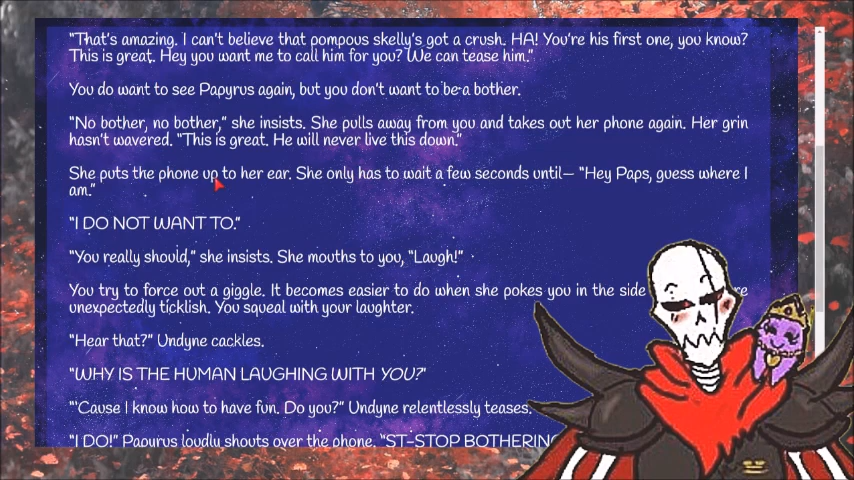 "That's amazing. I can't believe that pompous skelly's got a crush. HA! You're his first one, you know?
This is great. Hey you want me to call him for you? We can tease him."
You do want to see Papyrus again, but you don't want to be a bother.
"No bother, no bother," she insists. She pulls away from you and takes out her phone again. Her grin
hasn't wavered. "This is great. He will never live this down."
She puts the phone up to her ear. She only has to wait a few seconds until— "Hey Paps, guess where I
am."
"I DO NOT WANT TO."
"You really should," she insists. She mouths to you, "Laugh!"
You try to force out a giggle. It becomes easier to do when she pokes you in the side
unexpectedly ticklish. You squeal with your laughter.
"Hear that?" Undyne cackles.
"WHY IS THE HUMAN LAUGHING WITH YOU?"
"'Cause I know how to have fun. Do you?" Undyne relentlessly teases.
"I DO!" Papyrus loudly shouts over the phone. "ST-STOP BOTHERING